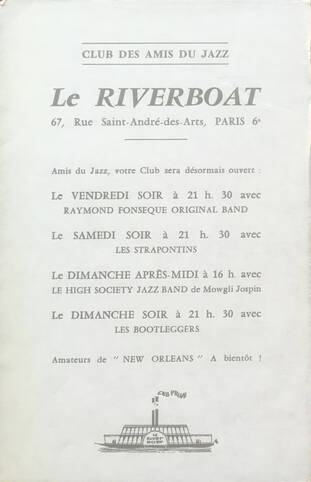 CLUB DES AMIS DU JAZZ
Le RIVERBOAT
67, Rue Saint-André-des-Arts, PARIS 6e
Amis du Jazz, votre Club sera désormais ouvert :
Le VENDREDI SOIR à 21 h. 30 avec
RAYMOND FONSEQUE ORIGINAL BAND
Le SAMEDI SOIR à 21 h. 30 avec
LES STRAPONTINS
Le DIMANCHE APRÈS-MIDI à 16 h. avec
LE HIGH SOCIETY JAZZ BAND de Mowgli Jospin
Le DIMANCHE SOIR à 21 h. 30 avec
LES BOOTLEGGERS
Amateurs de " NEW ORLEANS " A bientôt !